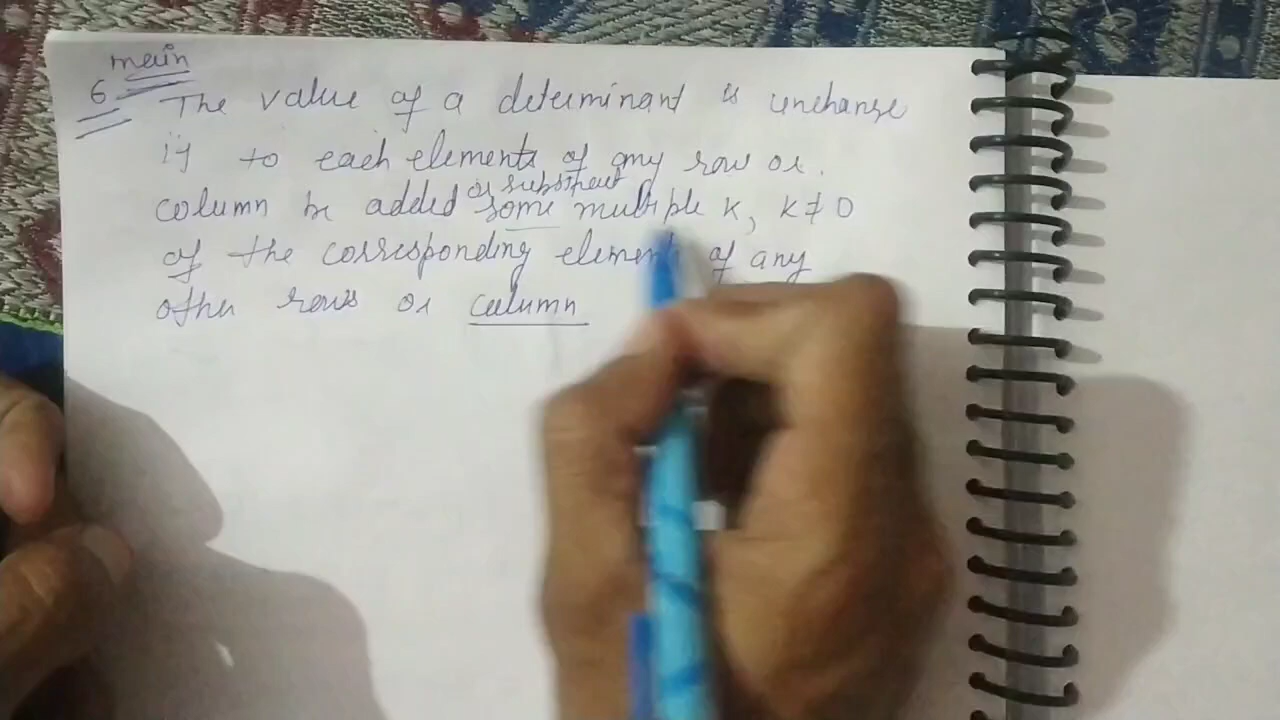 main
6 The value of a determinant is unchange
if to each elements of any row or
or substract
column be added some multiple K, K ≠ 0
of the corresponding element of any
other rows or column